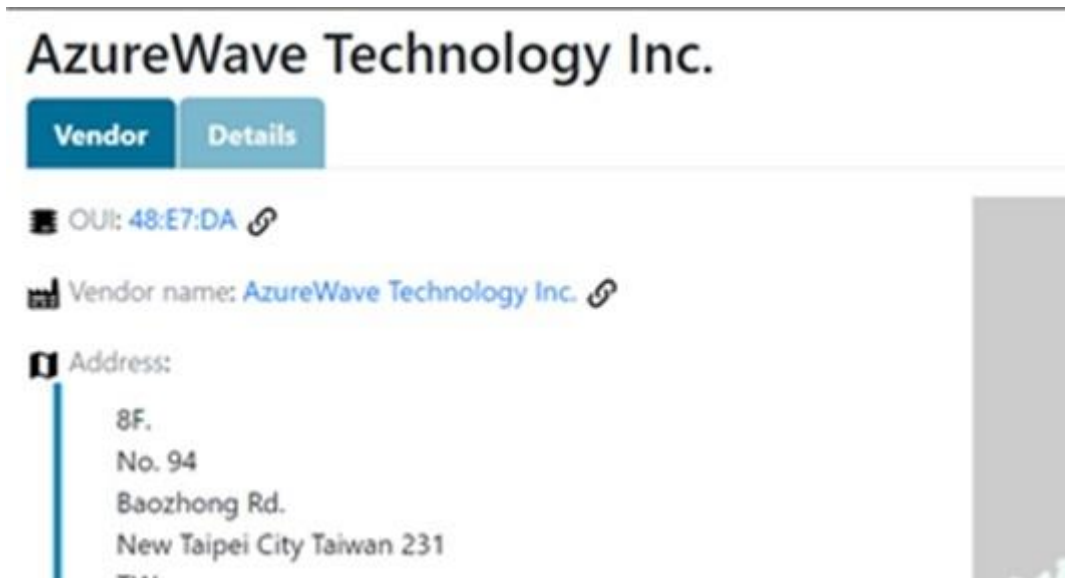 AzureWave Technology Inc.
Vendor Details
OUI: 48:E7:DA
Vendor name: AzureWave Technology Inc.
Address:
8F.
No. 94
Baozhong Rd.
New Taipei City Taiwan 231